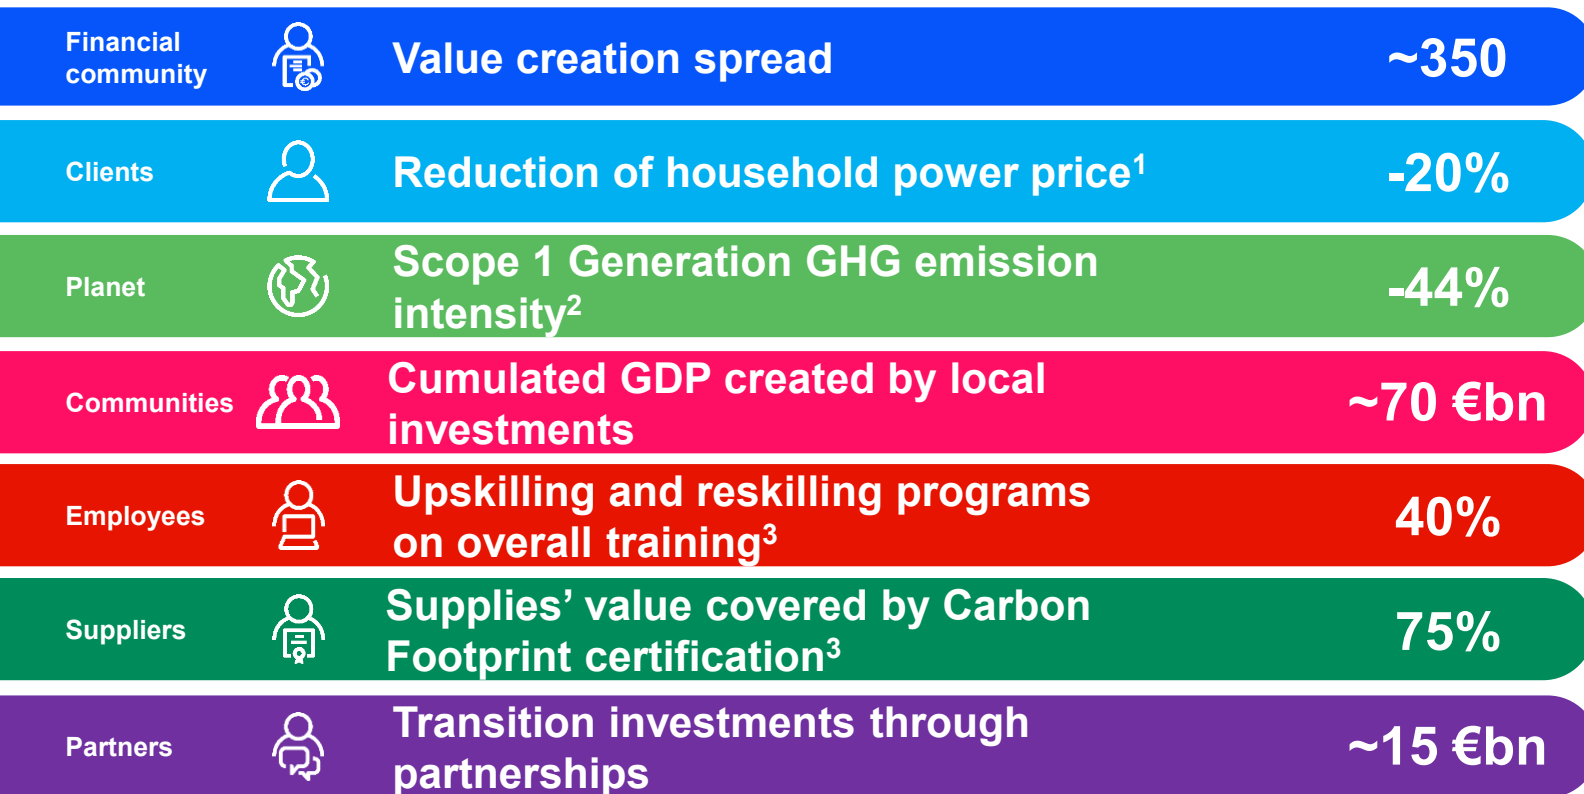 Financial
community
Value creation spread
~350
Clients
Reduction of household power price1
-20%
Planet
Scope 1 Generation GHG emission
intensity2
-44%
Communities
Cumulated GDP created by local
investments
~70 €bn
Employees
Upskilling and reskilling programs
on overall training3
40%
Suppliers
Supplies’ value covered by Carbon
Footprint certification3
75%
Partners
Transition investments through
partnerships
~15 €bn